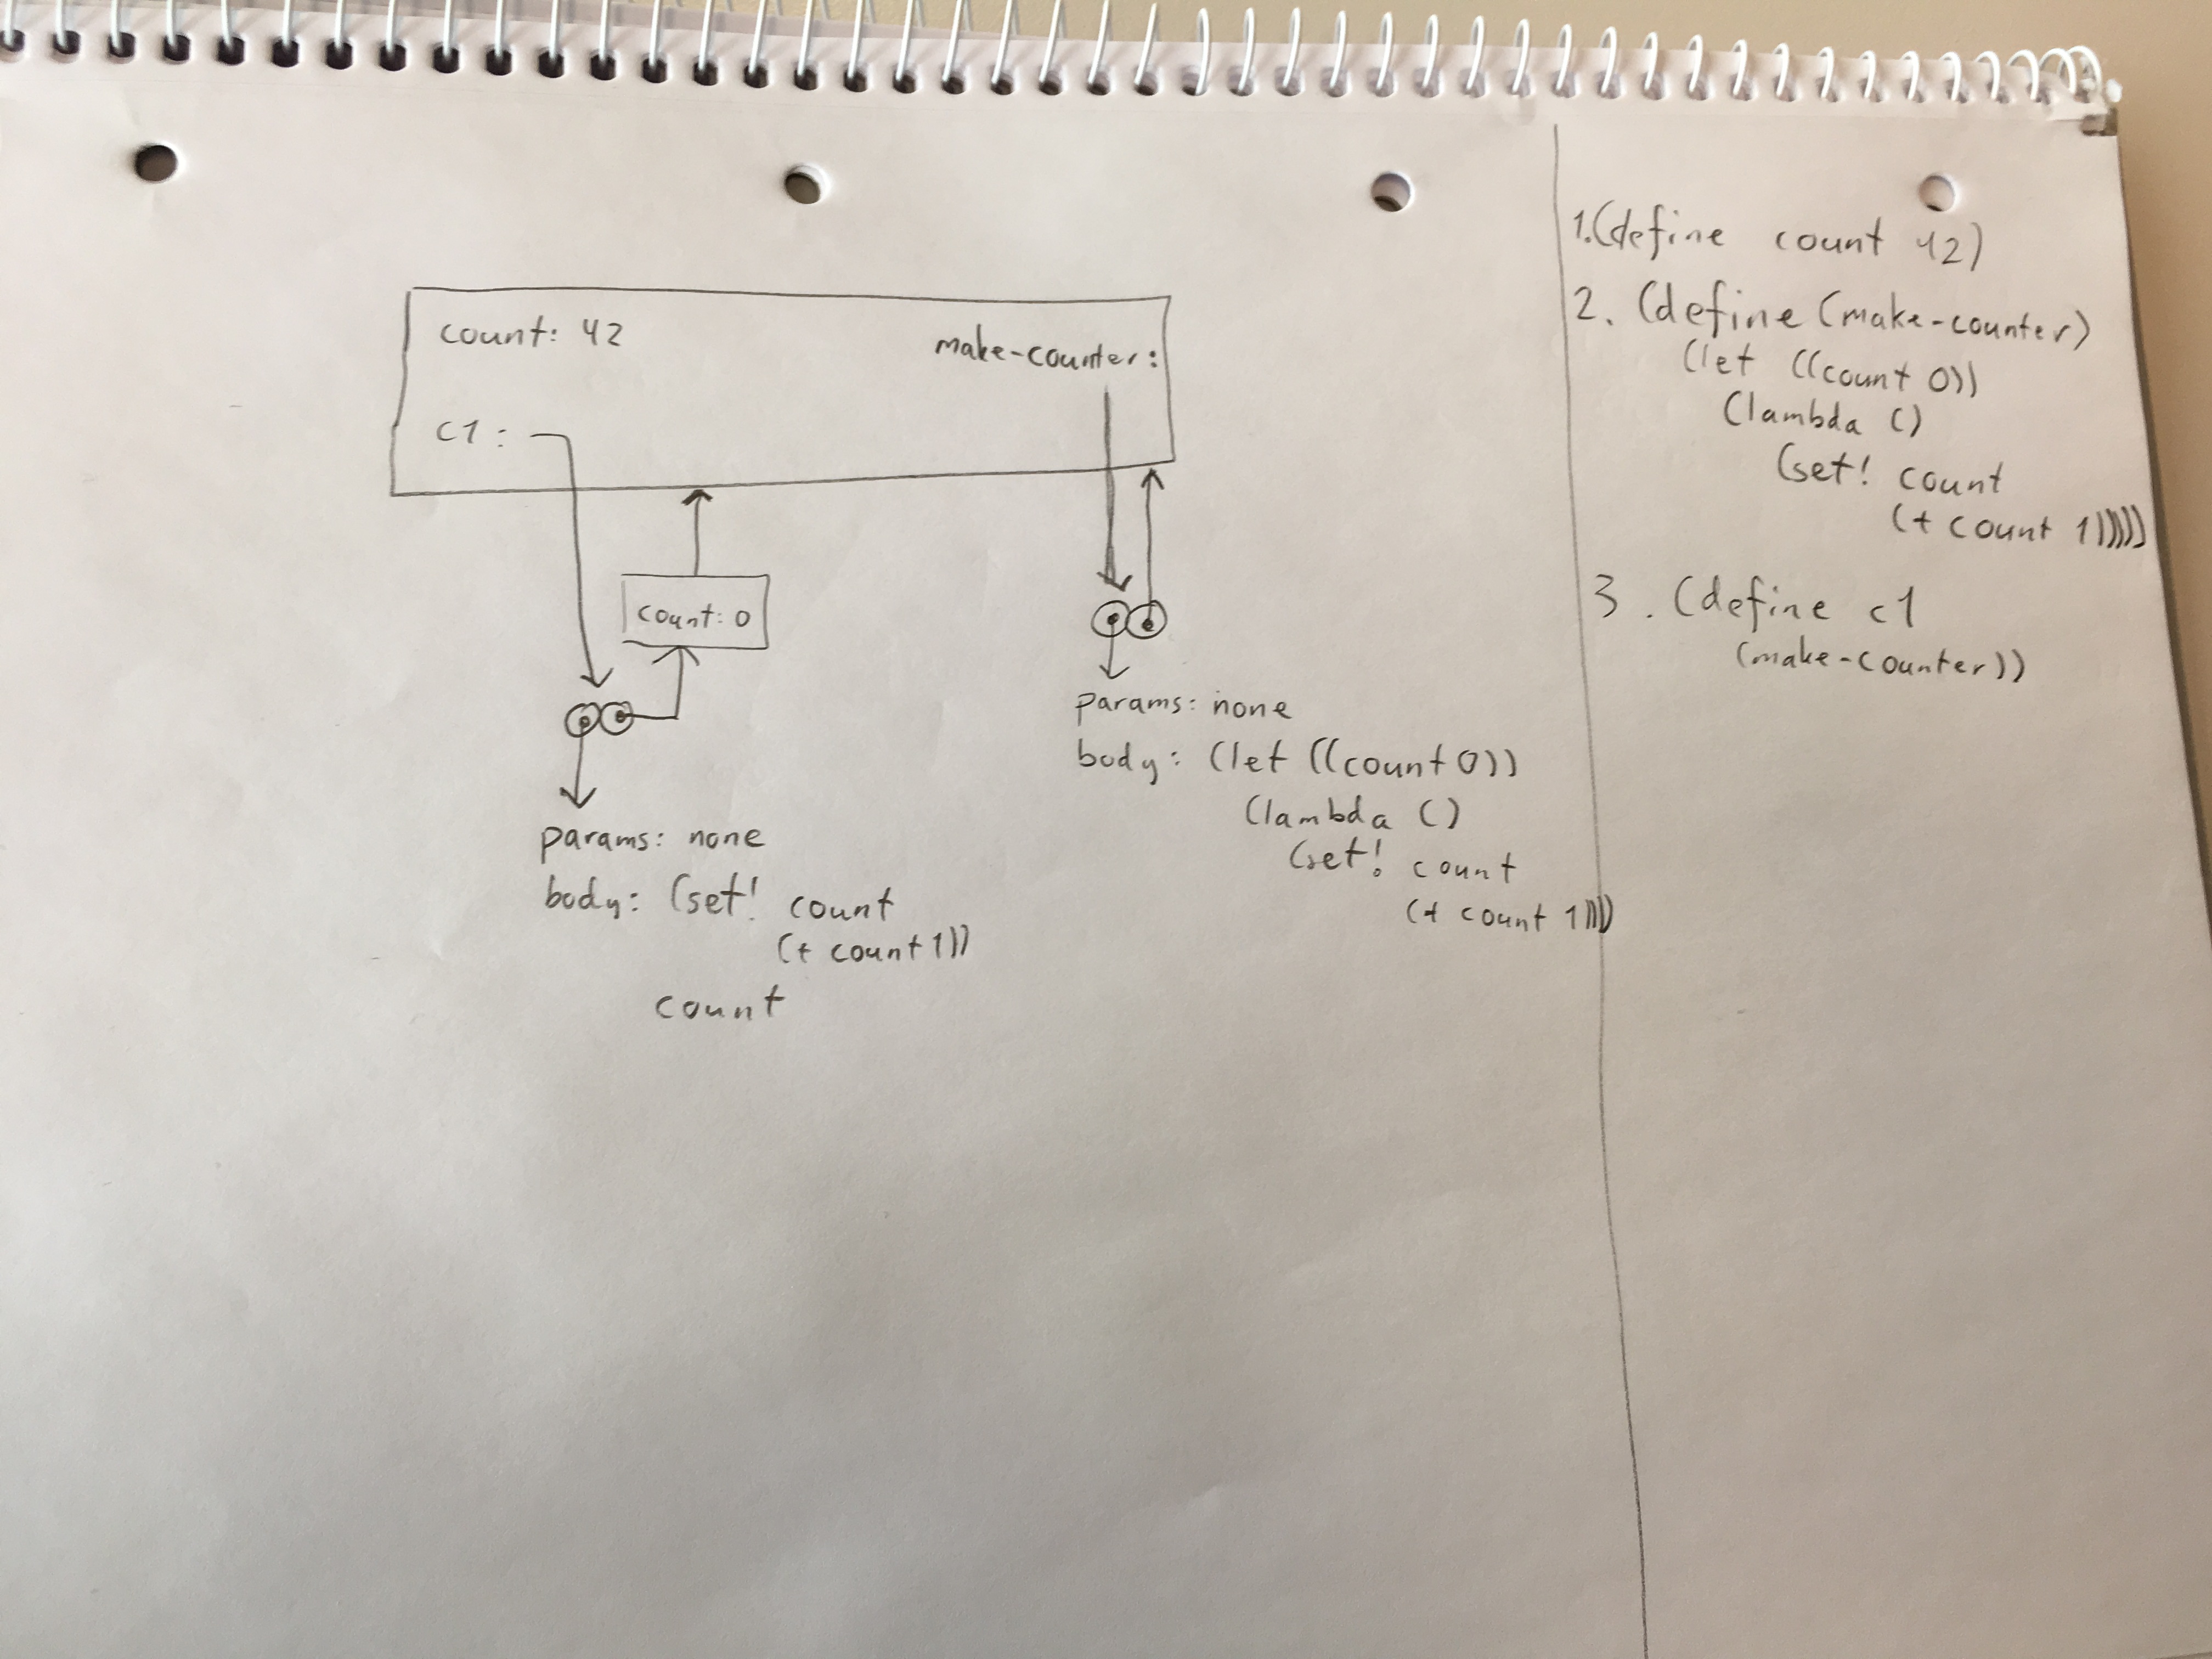 count: 42
make-counter:
c1:
count: 0
params: none
body: (set! count
(+ count 1))
count
params: none
body: (let ((count 0))
(lambda ()
(set! count
(+ count 1))))
1. (define count 42)
2. (define (make-counter)
(let ((count 0))
(lambda ()
(set! count
(+ count 1)))))
3. (define c1
(make-counter))